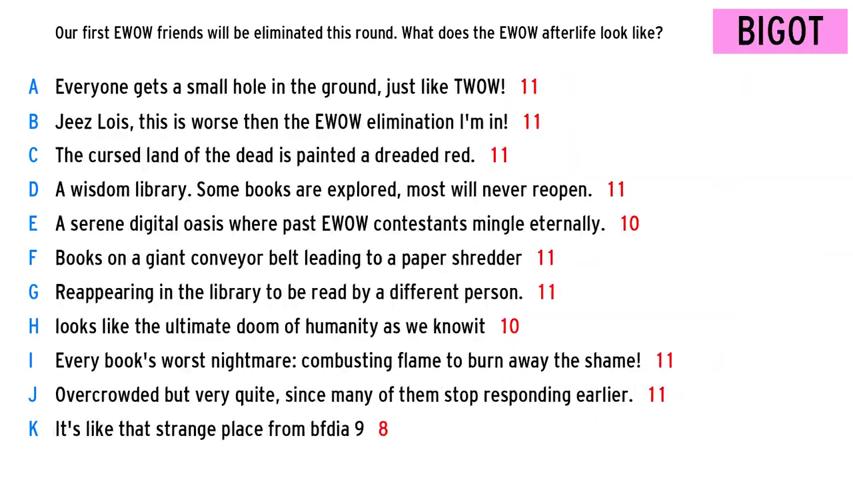 Our first EWOW friends will be eliminated this round. What does the EWOW afterlife look like?
BIGOT
A Everyone gets a small hole in the ground, just like TWOW! 11
B Jeez Lois, this is worse then the EWOW elimination I'm in! 11
C The cursed land of the dead is painted a dreaded red. 11
D A wisdom library. Some books are explored, most will never reopen. 11
E A serene digital oasis where past EWOW contestants mingle eternally. 10
F Books on a giant conveyor belt leading to a paper shredder 11
G Reappearing in the library to be read by a different person. 11
H looks like the ultimate doom of humanity as we knowit 10
I Every book's worst nightmare: combusting flame to burn away the shame! 11
J Overcrowded but very quite, since many of them stop responding earlier. 11
K It's like that strange place from bfdia 9 8